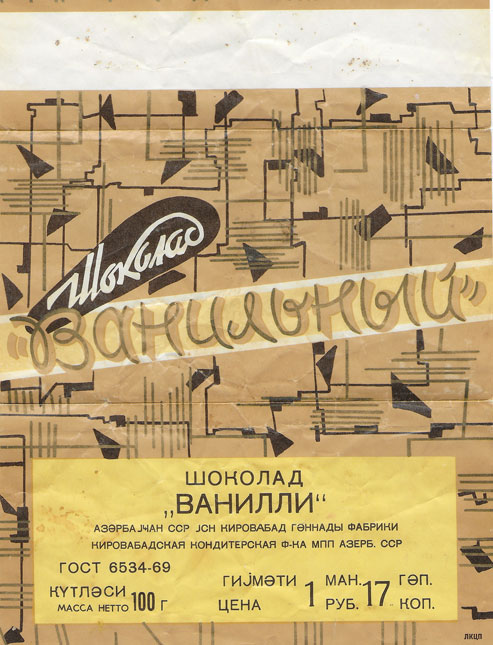 Шоколад
„Ванильный"
ШОКОЛАД
„ВАНИЛЛИ"
АЗӘРБАЈҸАН ССР ЈСН КИРОВАБАД ГӘННАДЫ ФАБРИКИ
КИРОВАБАДСКАЯ КОНДИТЕРСКАЯ Ф-КА МПП АЗЕРБ. ССР
ГОСТ 6534-69
КҮТЛӘСИ ГИЈМӘТИ МАН. ГӘП.
МАССА НЕТТО 100 Г ЦЕНА 1 РУБ. 17 КОП.
ЛКЦП